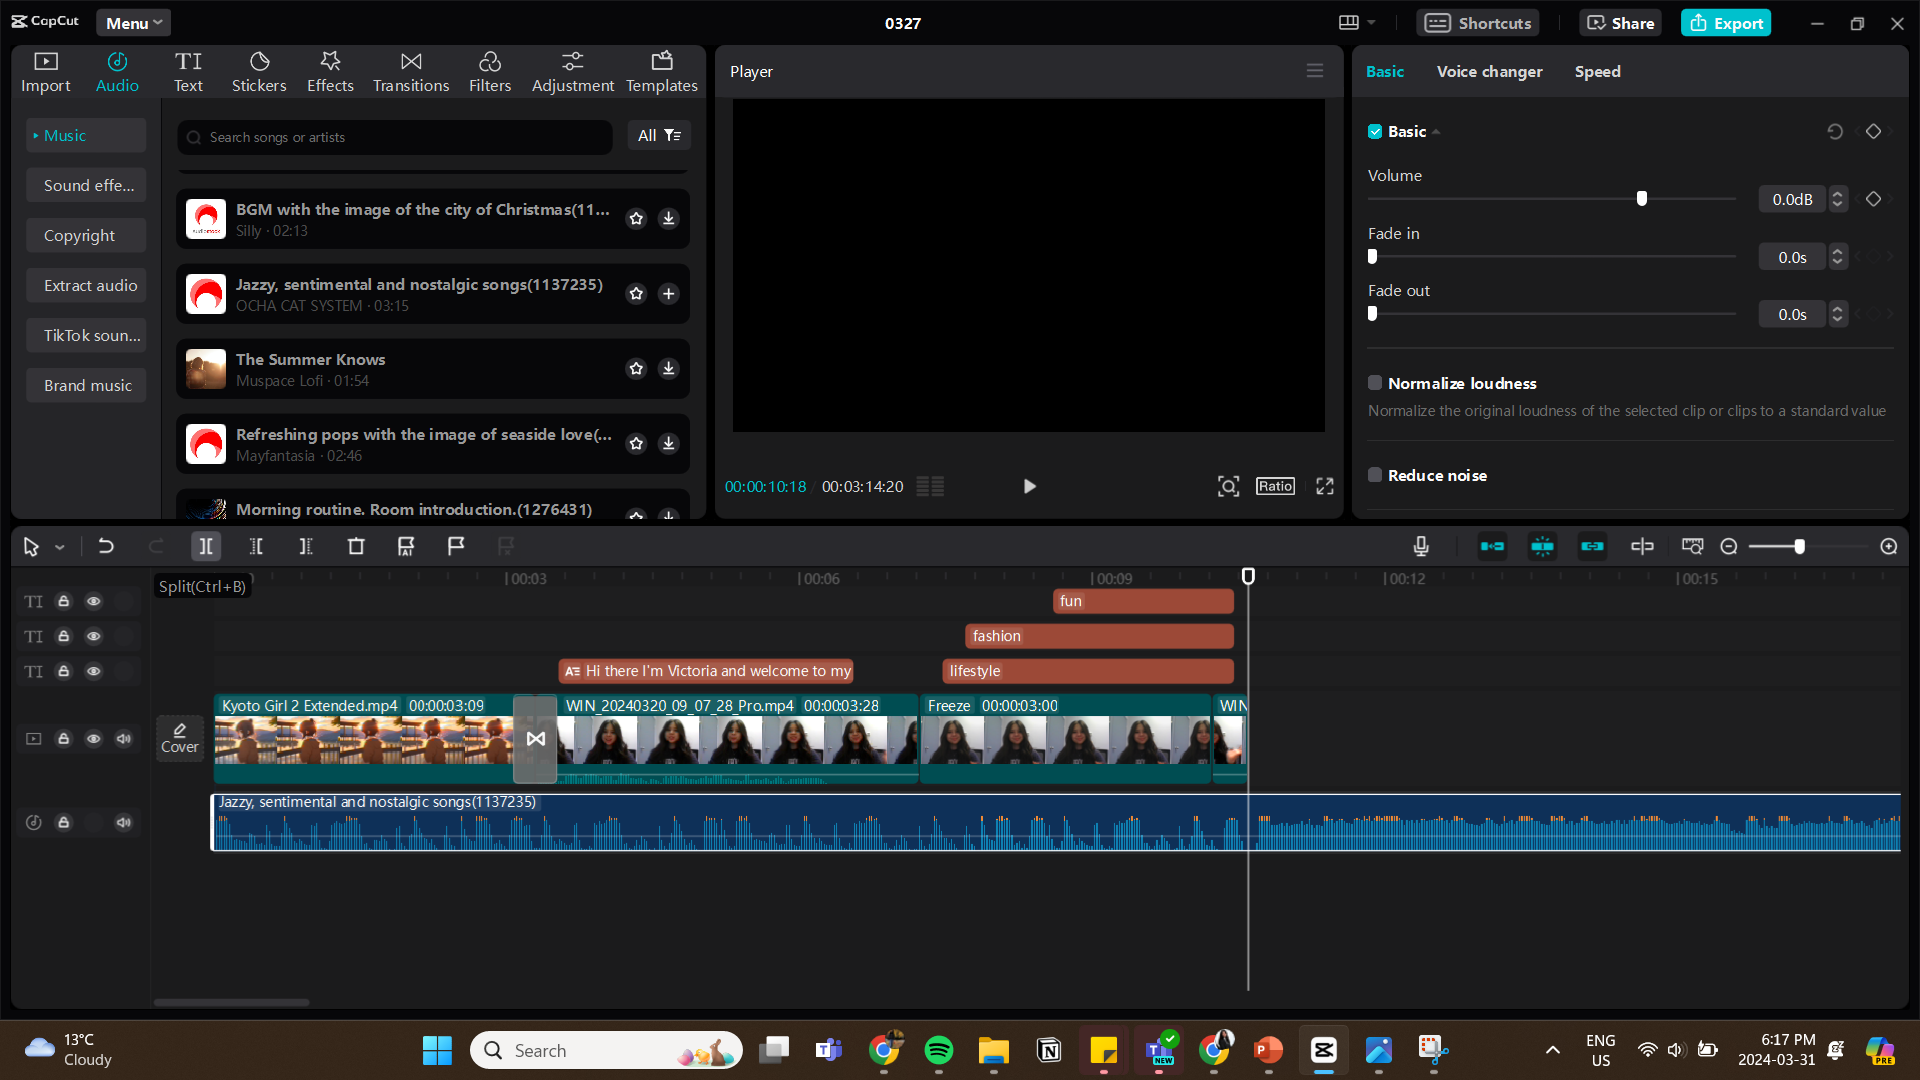 CapCut
Menu
0327
Shortcuts
Share
Export
Import
Audio
Text
Stickers
Effects
Transitions
Filters
Adjustment
Templates
Player
Basic
Voice changer
Speed
Music
Search songs or artists
All
Sound effe...
Copyright
Extract audio
TikTok soun...
Brand music
BGM with the image of the city of Christmas(11...
Silly · 02:13
Jazzy, sentimental and nostalgic songs(1137235)
OCHA CAT SYSTEM · 03:15
The Summer Knows
Muspace Lofi · 01:54
Refreshing pops with the image of seaside love(...
Mayfantasia · 02:46
Morning routine. Room introduction.(1276431)
00:00:10:18 / 00:03:14:20
Ratio
Basic
Volume
0.0dB
Fade in
0.0s
Fade out
0.0s
Normalize loudness
Normalize the original loudness of the selected clip or clips to a standard value
Reduce noise
Split(Ctrl+B)
00:03
00:06
00:09
00:12
00:15
TI
fun
TI
fashion
TI
Hi there I'm Victoria and welcome to my
lifestyle
Cover
Kyoto Girl 2 Extended.mp4 00:00:03:09
WIN_20240320_09_07_28_Pro.mp4 00:00:03:28
Freeze 00:00:03:00
WIN
Jazzy, sentimental and nostalgic songs(1137235)
13°C
Cloudy
Search
NEW
ENG
US
6:17 PM
2024-03-31
PRE